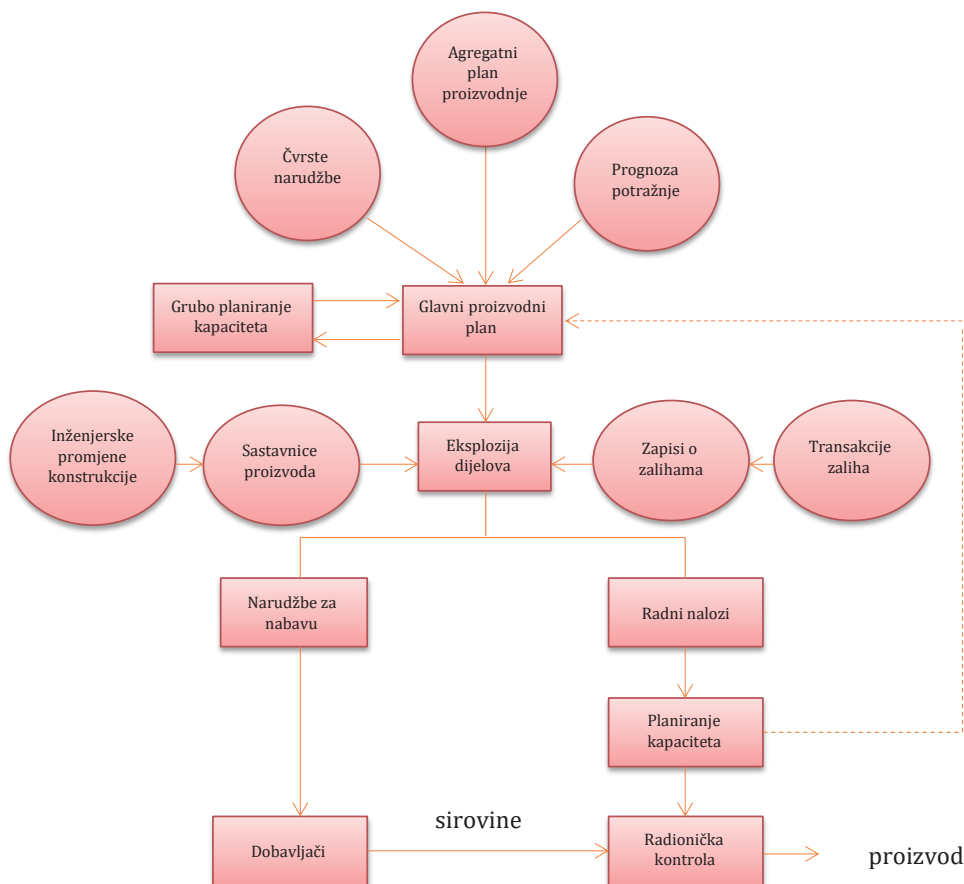 Agregatni
plan
proizvodnje
Čvrste
narudžbe
Prognoza
potražnje
Grubo planiranje
kapaciteta
Glavni proizvodni
plan
Inženjerske
promjene
konstrukcije
Sastavnice
proizvoda
Eksplozija
dijelova
Zapisi o
zalihama
Transakcije
zaliha
Narudžbe za
nabavu
Radni nalozi
Planiranje
kapaciteta
sirovine
Dobavljači
Radionička
kontrola
proizvod